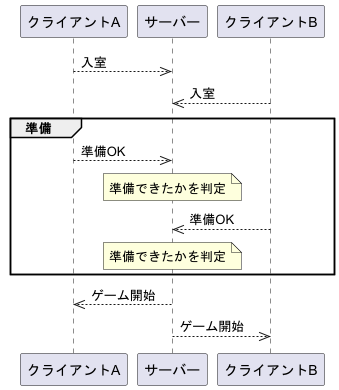 クライアントA サーバー クライアントB
入室
入室
準備
準備OK
準備できたかを判定
準備OK
準備できたかを判定
ゲーム開始
ゲーム開始
クライアントA サーバー クライアントB